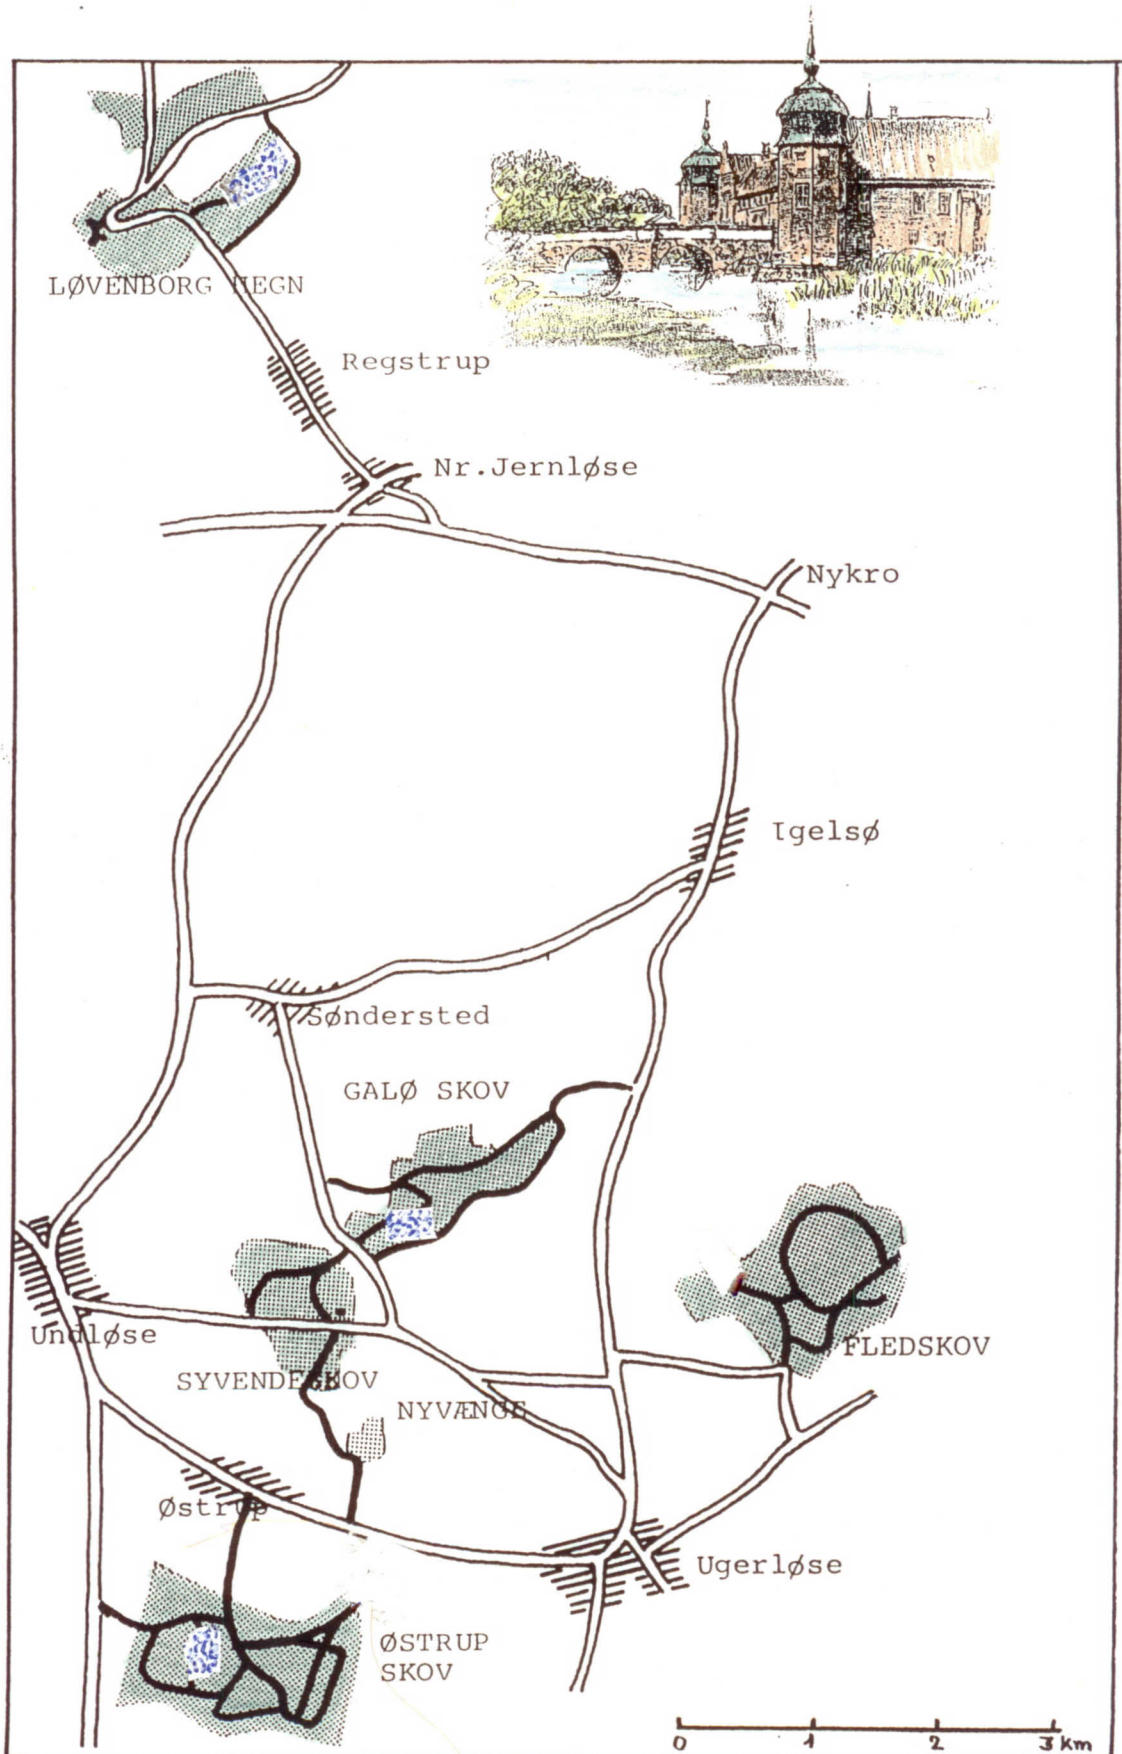 LØVENBORG HEGN
Regstrup
Nr.Jernløse
Nykro
Igelsø
Søndersted
GALØ SKOV
Undløse
FLEDSKOV
SYVENDESKOV
NYVÆNGE
Østrup
Ugerløse
ØSTRUP
SKOV
0 1 2 3 km